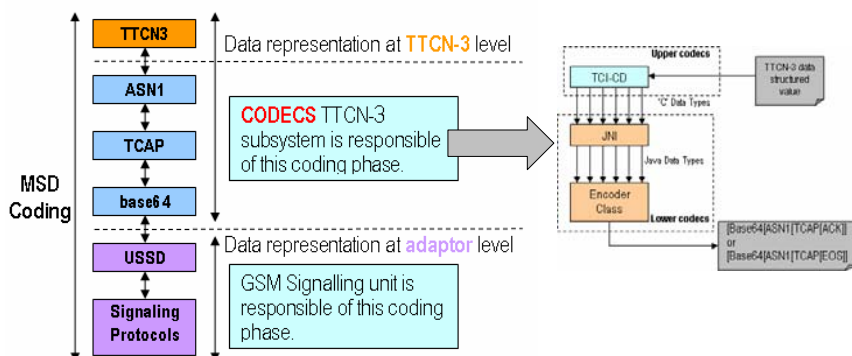 MSD
Coding
TTCN3
ASN1
TCAP
base64
USSD
Signaling
Protocols
Data representation at TTCN-3 level
CODECS TTCN-3
subsystem is responsible
of this coding phase.
Data representation at adaptor level
GSM Signalling unit is
responsible of this coding
phase.
Upper codecs
TCI-CD
TTCN-3 data
structured
value
'C' Data Types
JNI
Java Data Types
Encoder
Class
Lower codecs
[Base64[ASN1[TCAP[ACK]]
or
[Base64[ASN1[TCAP[EOS]]